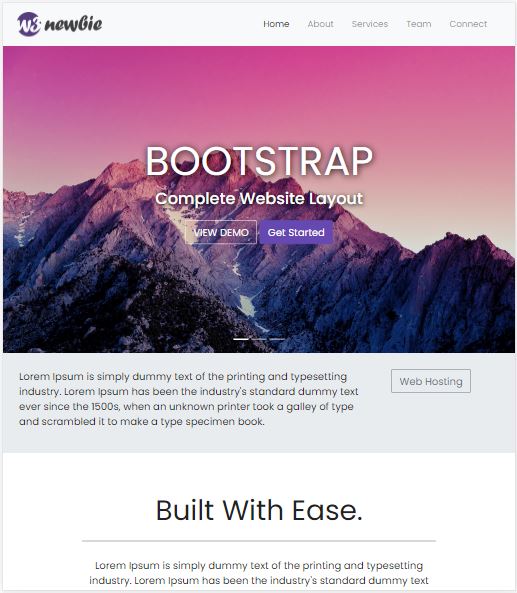 W3 newbie
Home About Services Team Connect
BOOTSTRAP
Complete Website Layout
VIEW DEMO Get Started
Lorem Ipsum is simply dummy text of the printing and typesetting
industry. Lorem Ipsum has been the industry's standard dummy text
ever since the 1500s, when an unknown printer took a galley of type
and scrambled it to make a type specimen book.
Web Hosting
Built With Ease.
Lorem Ipsum is simply dummy text of the printing and typesetting
industry. Lorem Ipsum has been the industry's standard dummy text